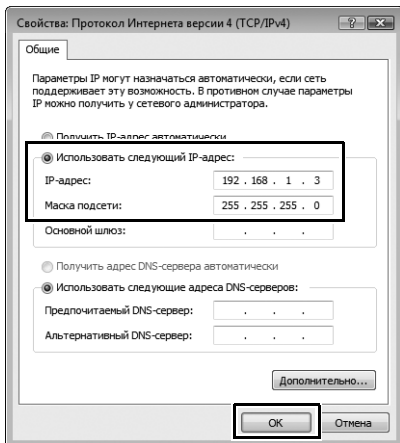 Свойства: Протокол Интернета версии 4 (TCP/IPv4)
Общие
Параметры IP могут назначаться автоматически, если сеть
поддерживает эту возможность. В противном случае параметры
IP можно получить у сетевого администратора.
Получить IP-адрес автоматически
Использовать следующий IP-адрес:
IP-адрес: 192 . 168 . 1 . 3
Маска подсети: 255 . 255 . 255 . 0
Основной шлюз: . . .
Получить адрес DNS-сервера автоматически
Использовать следующие адреса DNS-серверов:
Предпочитаемый DNS-сервер: . . .
Альтернативный DNS-сервер: . . .
Дополнительно...
ОК Отмена